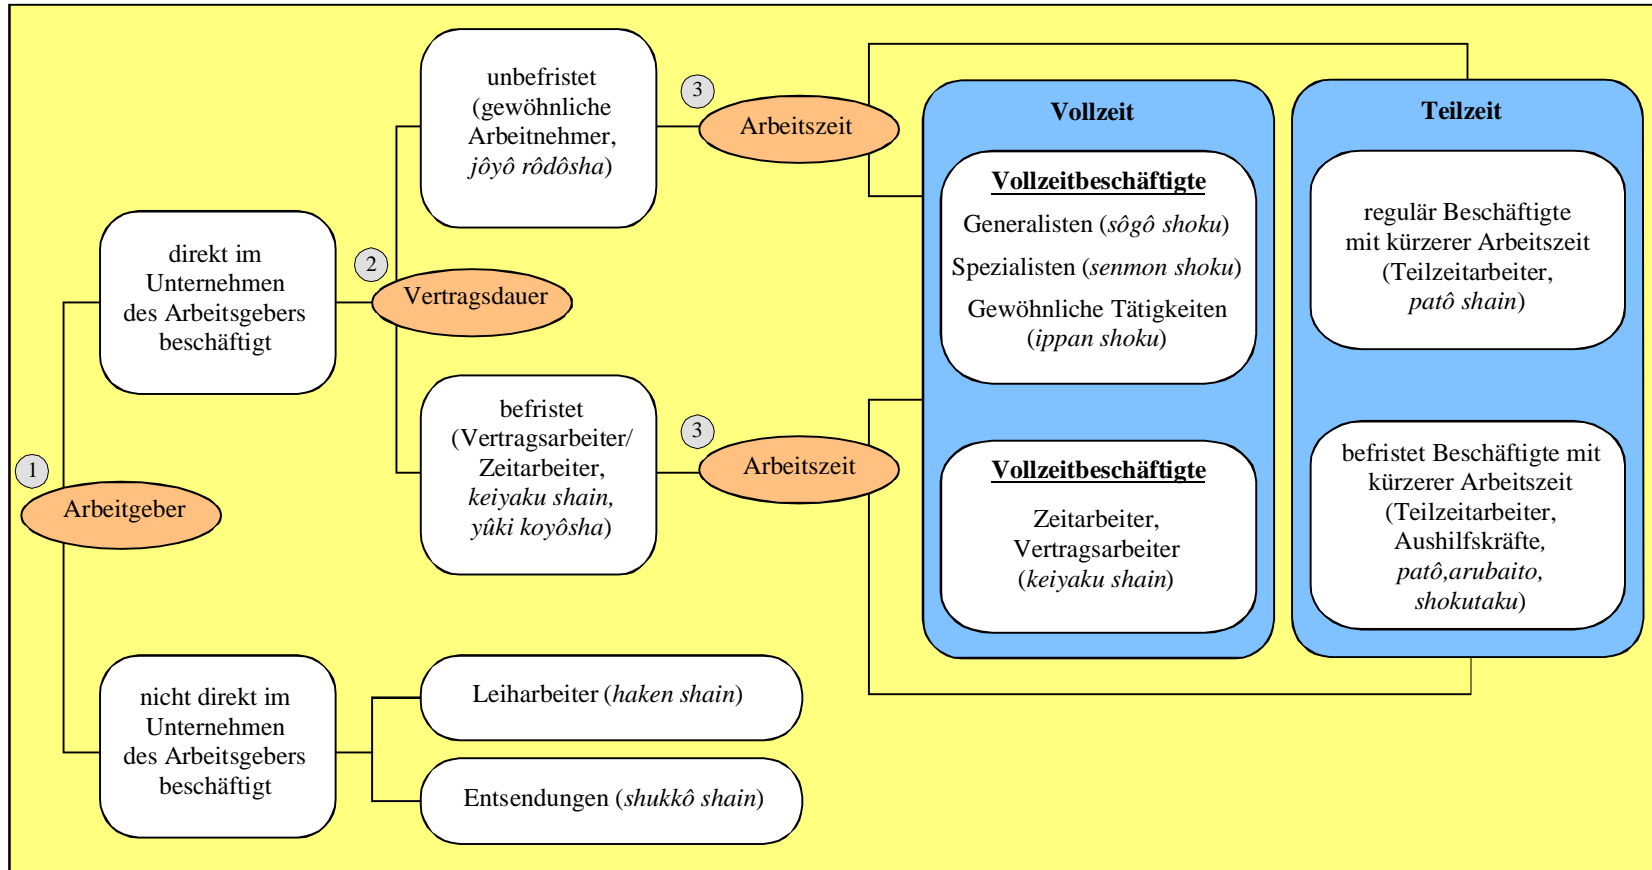 1
Arbeitgeber
direkt im
Unternehmen
des Arbeitsgebers
beschäftigt
2
Vertragsdauer
unbefristet
(gewöhnliche
Arbeitnehmer,
jôyô rôdôsha)
3
Arbeitszeit
befristet
(Vertragsarbeiter/
Zeitarbeiter,
keiyaku shain,
yûki koyôsha)
3
Arbeitszeit
Vollzeit
Vollzeitbeschäftigte
Generalisten (sôgô shoku)
Spezialisten (senmon shoku)
Gewöhnliche Tätigkeiten
(ippan shoku)
Vollzeitbeschäftigte
Zeitarbeiter,
Vertragsarbeiter
(keiyaku shain)
Teilzeit
regulär Beschäftigte
mit kürzerer Arbeitszeit
(Teilzeitarbeiter,
patô shain)
befristet Beschäftigte mit
kürzerer Arbeitszeit
(Teilzeitarbeiter,
Aushilfskräfte,
patô,arubaito,
shokutaku)
nicht direkt im
Unternehmen
des Arbeitsgebers
beschäftigt
Leiharbeiter (haken shain)
Entsendungen (shukkô shain)